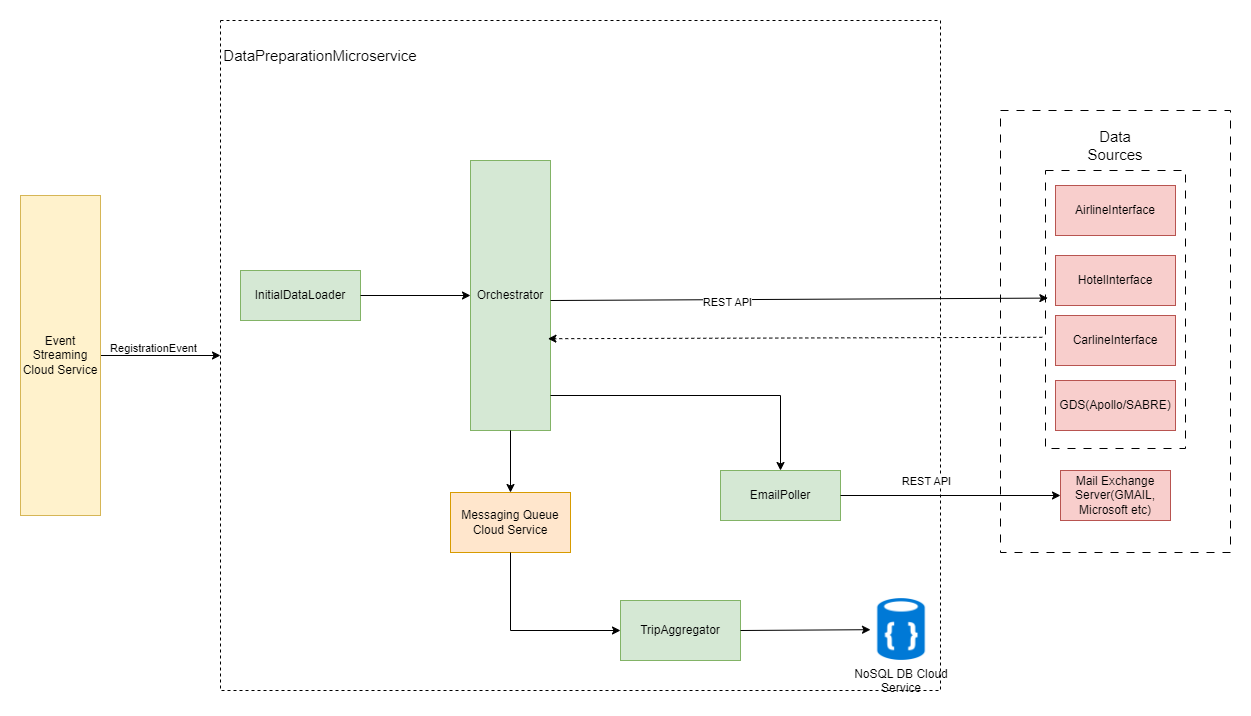 DataPreparationMicroservice
Data
Sources
AirlineInterface
HotelInterface
CarlineInterface
GDS(Apollo/SABRE)
Mail Exchange
Server(GMAIL,
Microsoft etc)
Event
Streaming
Cloud Service
RegistrationEvent
InitialDataLoader
Orchestrator
REST API
EmailPoller
REST API
Messaging Queue
Cloud Service
TripAggregator
{ }
NoSQL DB Cloud
Service